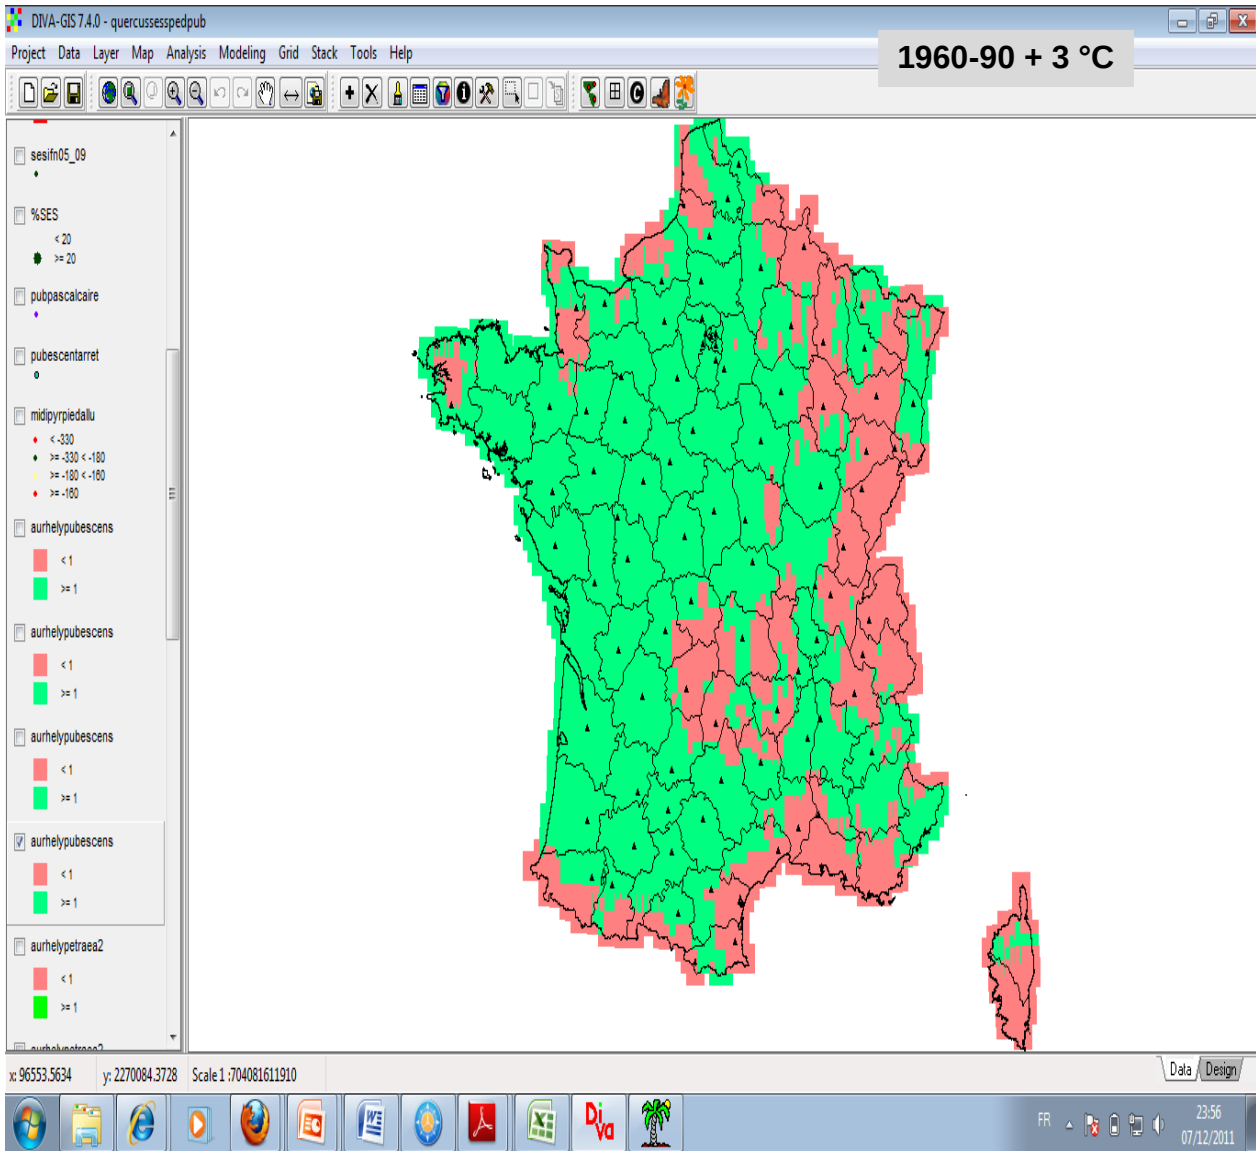 DIVA-GIS 7.4.0 - quercussesspedpub
1960-90 + 3 °C
Project Data Layer Map Analysis Modeling Grid Stack Tools Help
sesifn05_09
%SES
< 20
>= 20
pubpascalcaire
pubescentarret
midipyrpiedallu
< -330
>= -330 < -180
>= -180 < -160
>= -160
aurhelypubescens
< 1
>= 1
aurhelypubescens
< 1
>= 1
aurhelypubescens
< 1
>= 1
aurhelypubescens
< 1
>= 1
aurhelypetraea2
< 1
>= 1
aurhelypetraea2
x: 96553.5634 y: 2270084.3728 Scale 1 :704081611910
Data Design
Di
va
FR
23:56
07/12/2011